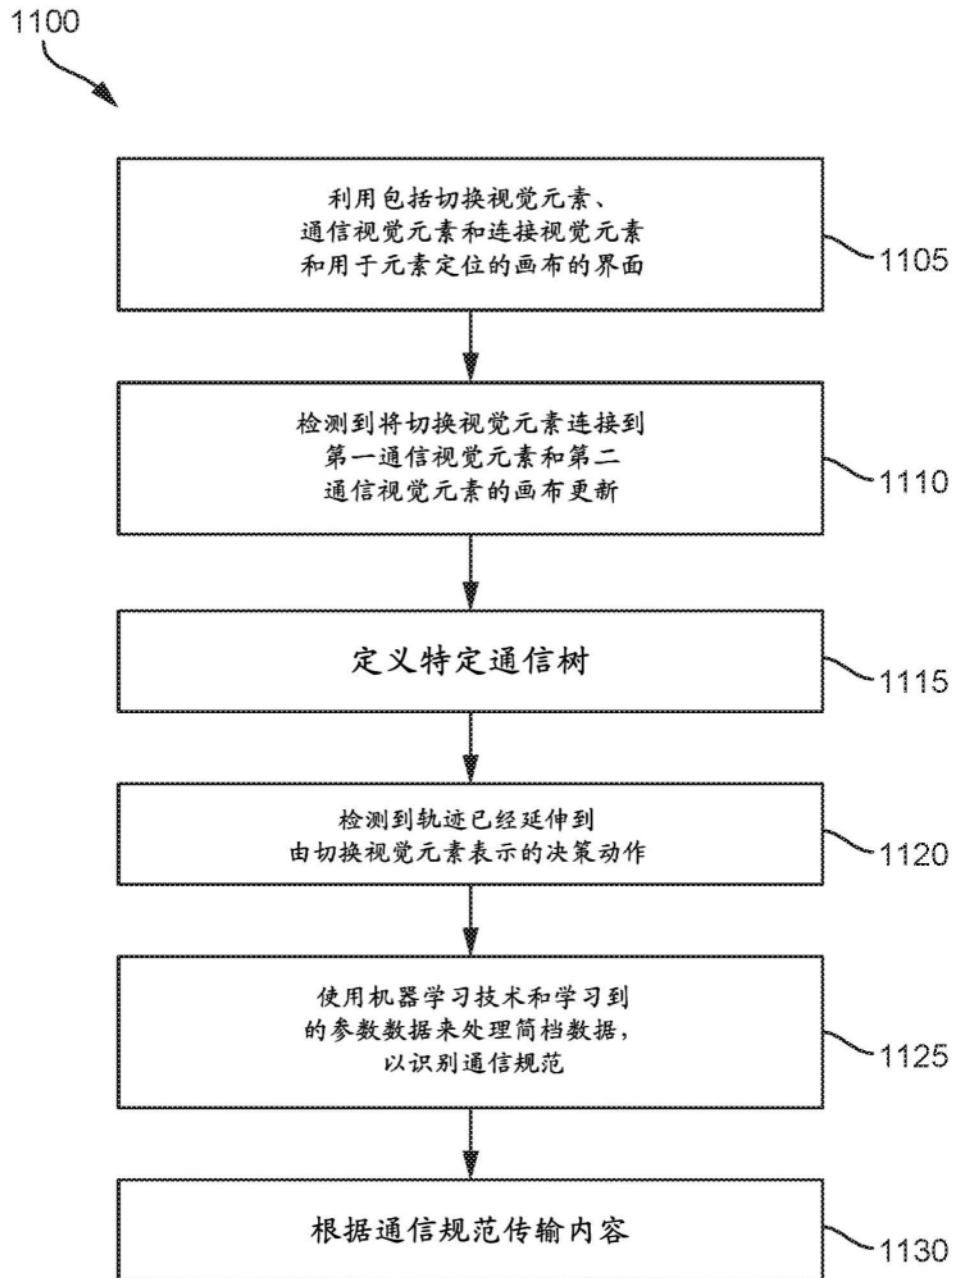 1100
利用包括切换视觉元素、
通信视觉元素和连接视觉元素
和用于元素定位的画布的界面
1105
检测到将切换视觉元素连接到
第一通信视觉元素和第二
通信视觉元素的画布更新
1110
定义特定通信树
1115
检测到轨迹已经延伸到
由切换视觉元素表示的决策动作
1120
使用机器学习技术和学习到
的参数数据来处理简档数据，
以识别通信规范
1125
根据通信规范传输内容
1130